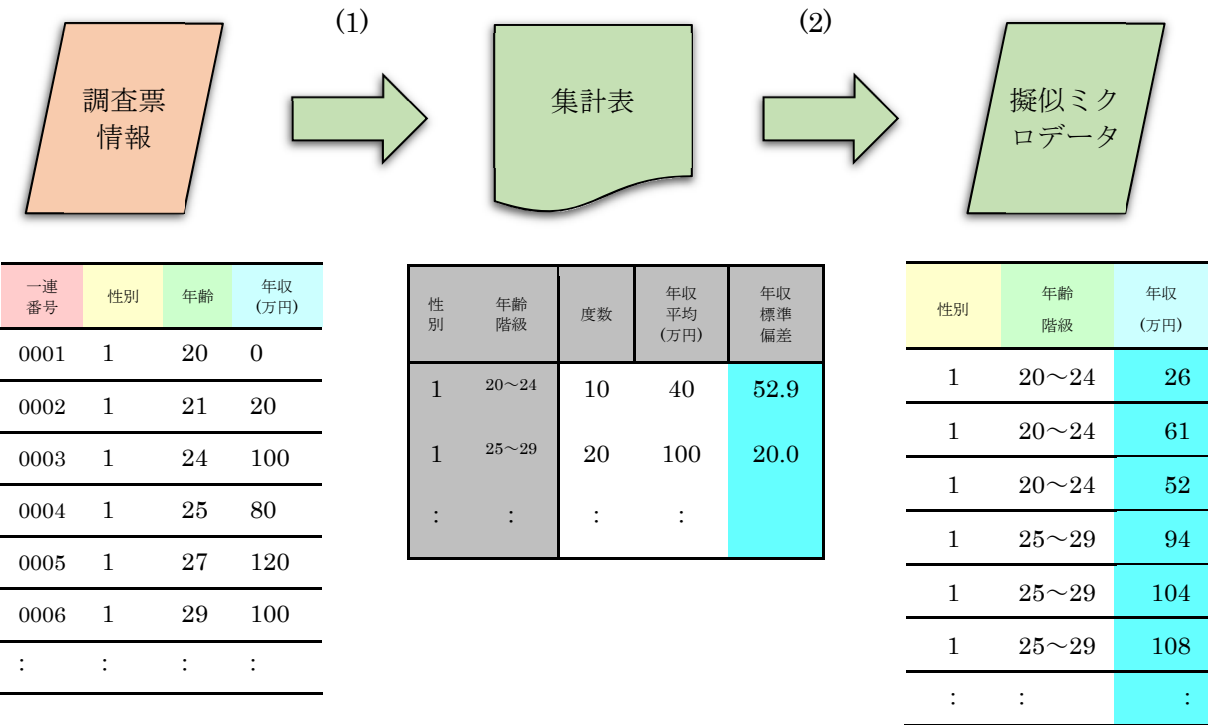 (1)
(2)
調査票
情報
集計表
擬似ミク
ロデータ
一連
番号
性別
年齢
年収
(万円)
0001 1 20 0
0002 1 21 20
0003 1 24 100
0004 1 25 80
0005 1 27 120
0006 1 29 100
: : : :
性
別
年齢
階級
度数
年収
平均
(万円)
年収
標準
偏差
1 20～24 10 40 52.9
1 25～29 20 100 20.0
: : : :
性別
年齢
階級
年収
(万円)
1 20～24 26
1 20～24 61
1 20～24 52
1 25～29 94
1 25～29 104
1 25～29 108
: : :